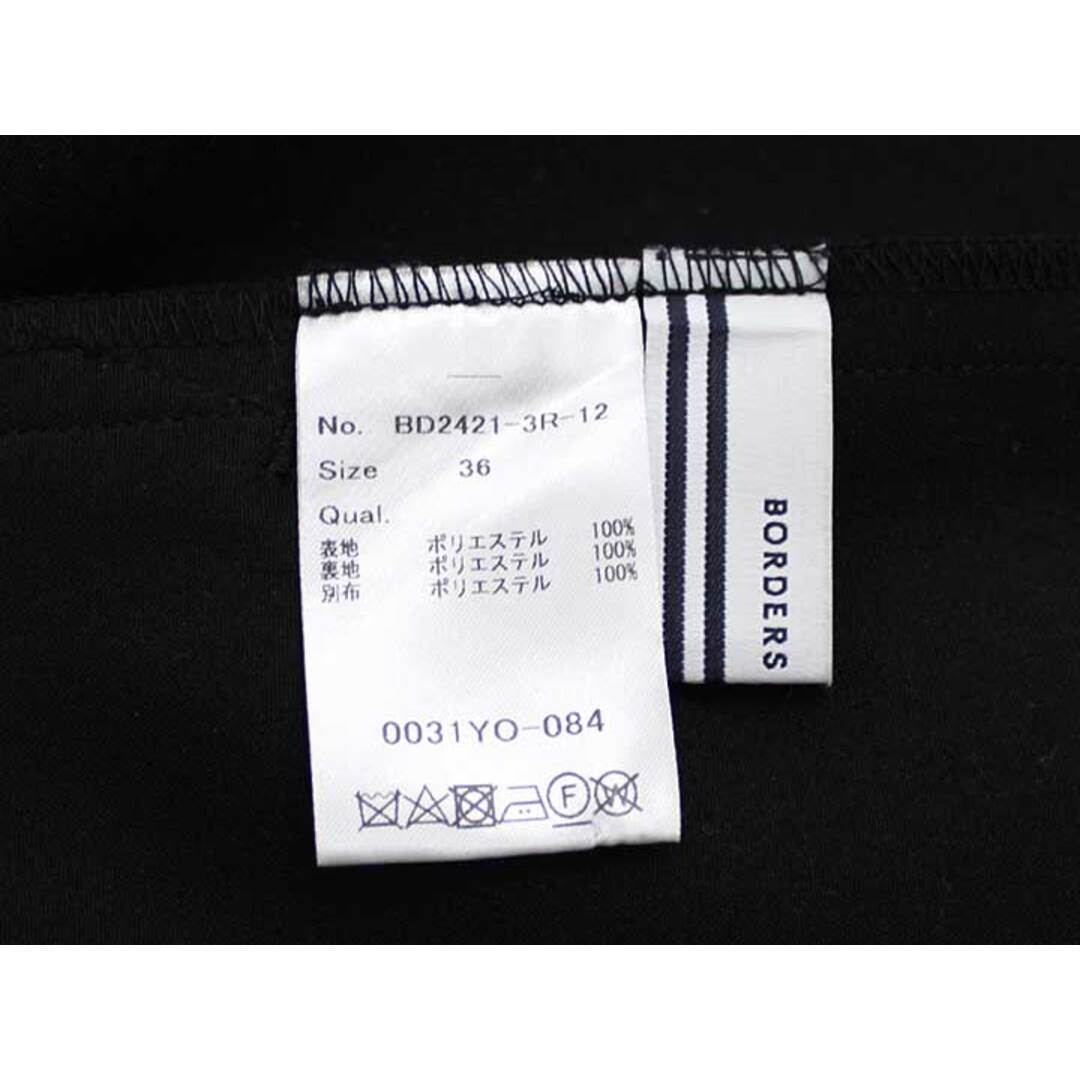 No. BD2421-3R-12
Size 36
Qual.
表地 ポリエステル 100%
裏地 ポリエステル 100%
別布 ポリエステル 100%
0031YO-084
F W
BORDERS